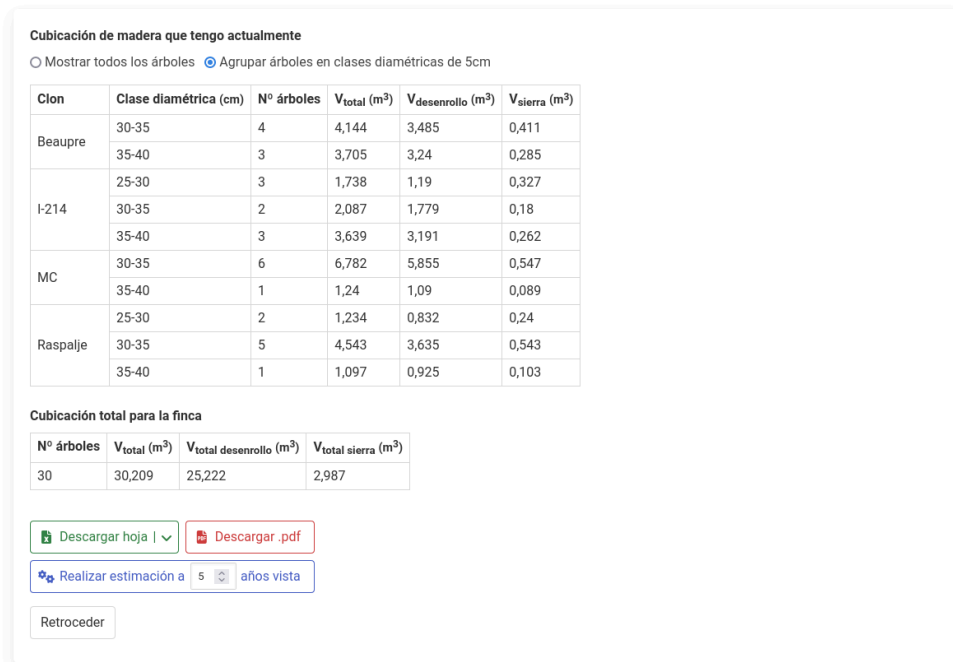 Cubicación de madera que tengo actualmente
Mostrar todos los árboles Agrupar árboles en clases diamétricas de 5cm
Clon Clase diamétrica (cm) Nº árboles Vtotal (m³) Vdesenrollo (m³) Vsierra (m³)
Beaupre 30-35 4 4,144 3,485 0,411
35-40 3 3,705 3,24 0,285
I-214 25-30 3 1,738 1,19 0,327
30-35 2 2,087 1,779 0,18
35-40 3 3,639 3,191 0,262
MC 30-35 6 6,782 5,855 0,547
35-40 1 1,24 1,09 0,089
Raspalje 25-30 2 1,234 0,832 0,24
30-35 5 4,543 3,635 0,543
35-40 1 1,097 0,925 0,103
Cubicación total para la finca
Nº árboles Vtotal (m³) Vtotal desenrollo (m³) Vtotal sierra (m³)
30 30,209 25,222 2,987
Descargar hoja | Descargar .pdf
Realizar estimación a 5 años vista
Retroceder